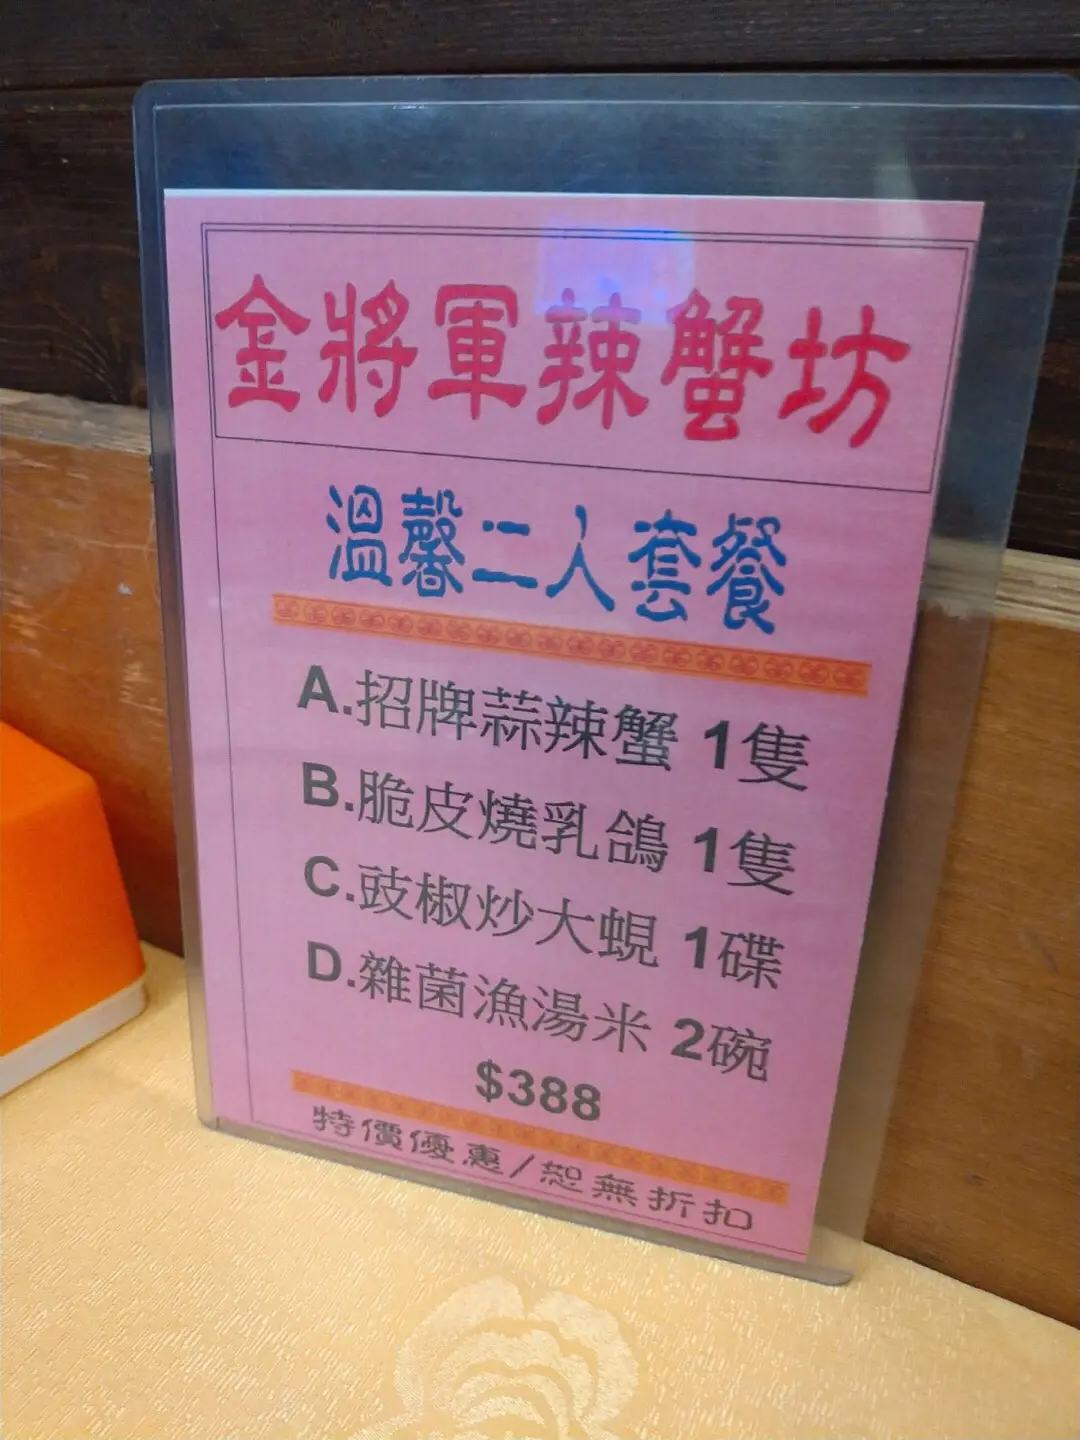 金將軍辣蟹坊
溫馨二人套餐
A.招牌蒜辣蟹 1隻
B.脆皮燒乳鴿 1隻
C.豉椒炒大蜆 1碟
D.雜菌漁湯米 2碗
$388
特價優惠/恕無折扣